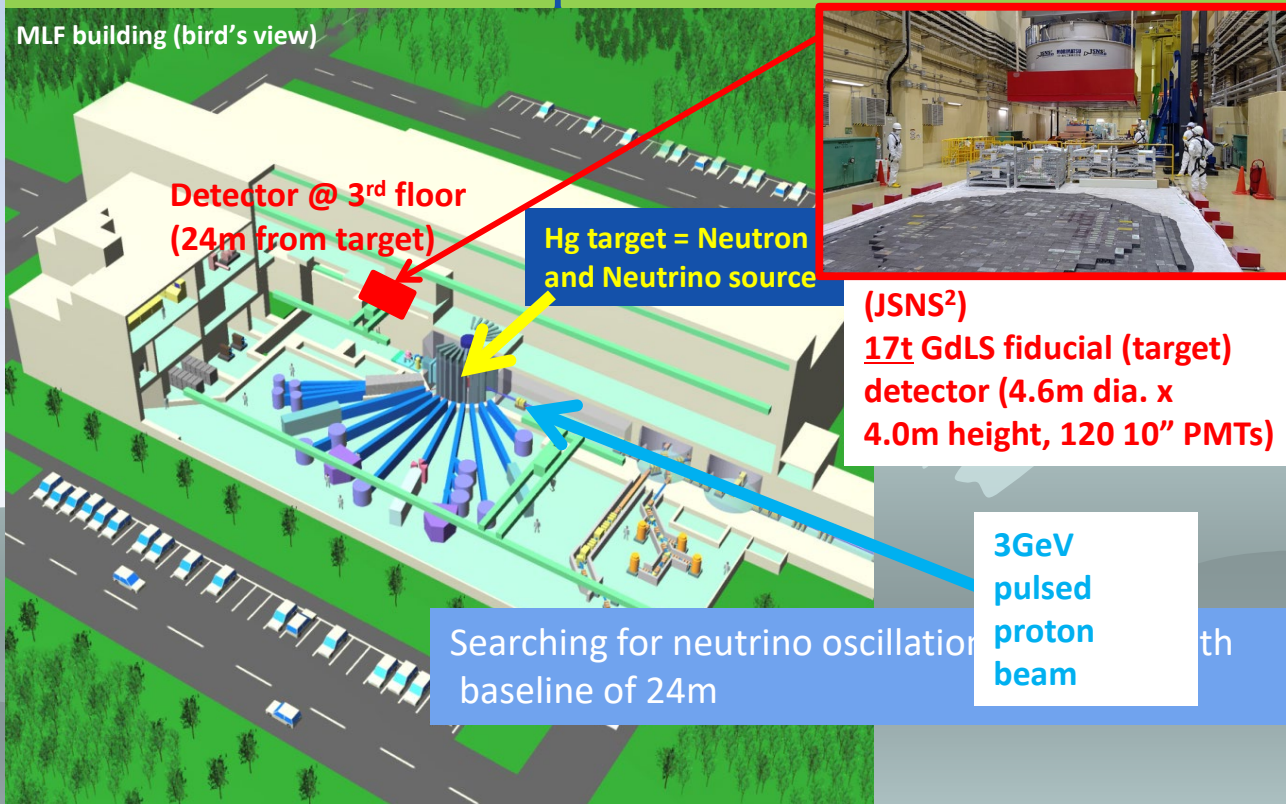 MLF building (bird's view)
Detector @ 3rd floor
(24m from target)
Hg target = Neutron
and Neutrino source
(JSNS²)
17t GdLS fiducial (target)
detector (4.6m dia. x
4.0m height, 120 10” PMTs)
3GeV
pulsed
proton
beam
Searching for neutrino oscillation th
baseline of 24m